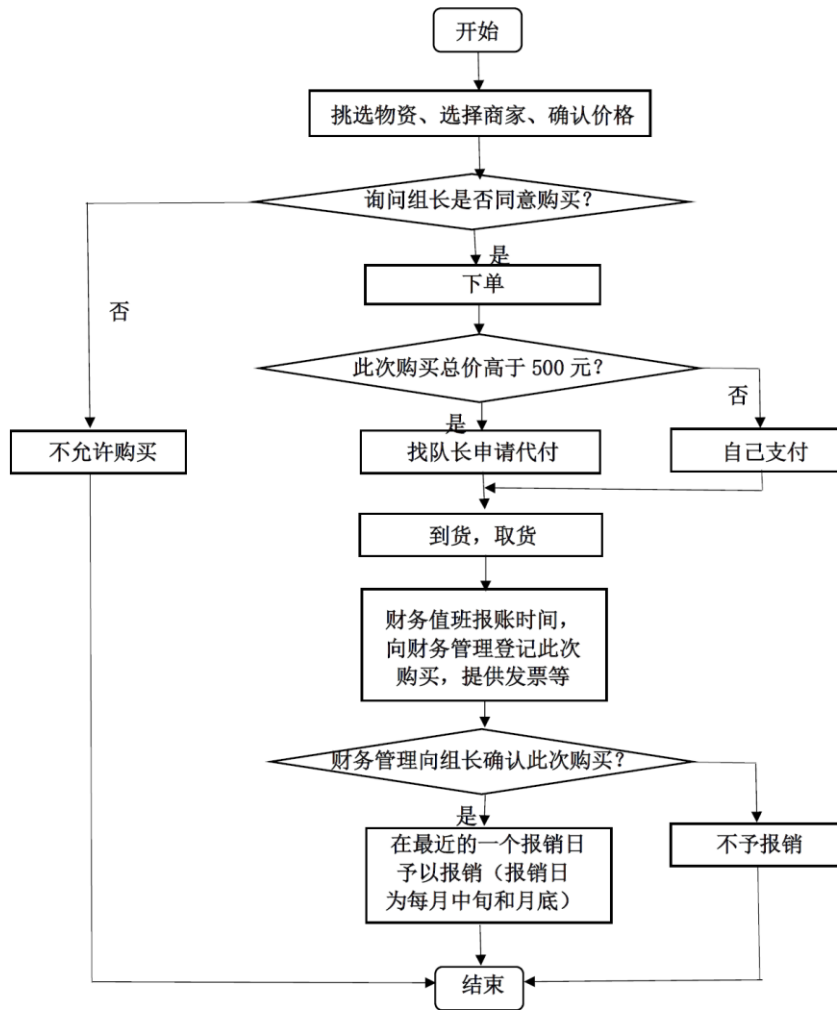 开始
挑选物资、选择商家、确认价格
询问组长是否同意购买?
是
否
下单
此次购买总价高于 500 元?
是
否
不允许购买
找队长申请代付
自己支付
到货，取货
财务值班报账时间，
向财务管理登记此次
购买，提供发票等
财务管理向组长确认此次购买?
是
在最近的一个报销日
予以报销（报销日
为每月中旬和月底）
不予报销
结束